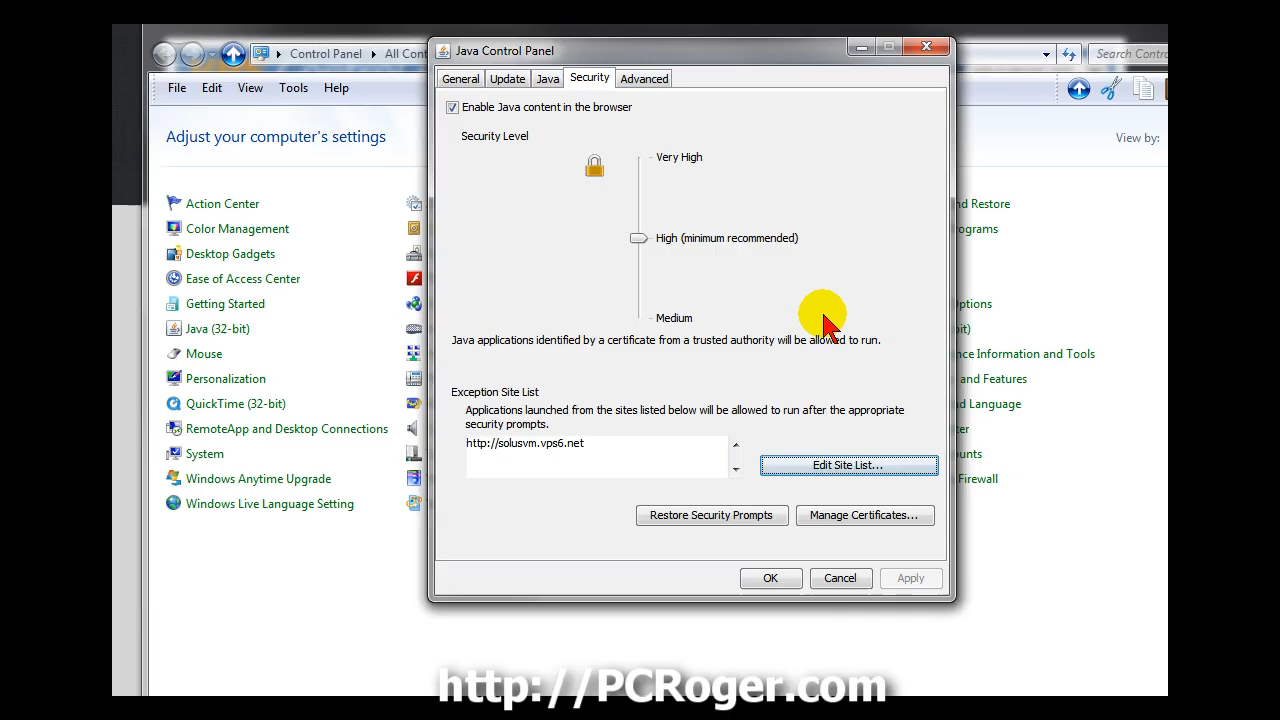 Java Control Panel
Control Panel
All Cont
Search Contro
File
Edit
View
Tools
Help
General
Update
Java
Security
Advanced
Enable Java content in the browser
Adjust your computer's settings
View by:
Security Level
Very High
High (minimum recommended)
Medium
Java applications identified by a certificate from a trusted authority will be allowed to run.
Exception Site List
Applications launched from the sites listed below will be allowed to run after the appropriate
security prompts.
http://solusvm.vps6.net
Edit Site List...
Restore Security Prompts
Manage Certificates...
OK
Cancel
Apply
Action Center
Color Management
Desktop Gadgets
Ease of Access Center
Getting Started
Java (32-bit)
Mouse
Personalization
QuickTime (32-bit)
RemoteApp and Desktop Connections
System
Windows Anytime Upgrade
Windows Live Language Setting
and Restore
ograms
Options
bit)
nce Information and Tools
and Features
and Language
ter
unts
Firewall
http://PCRoger.com